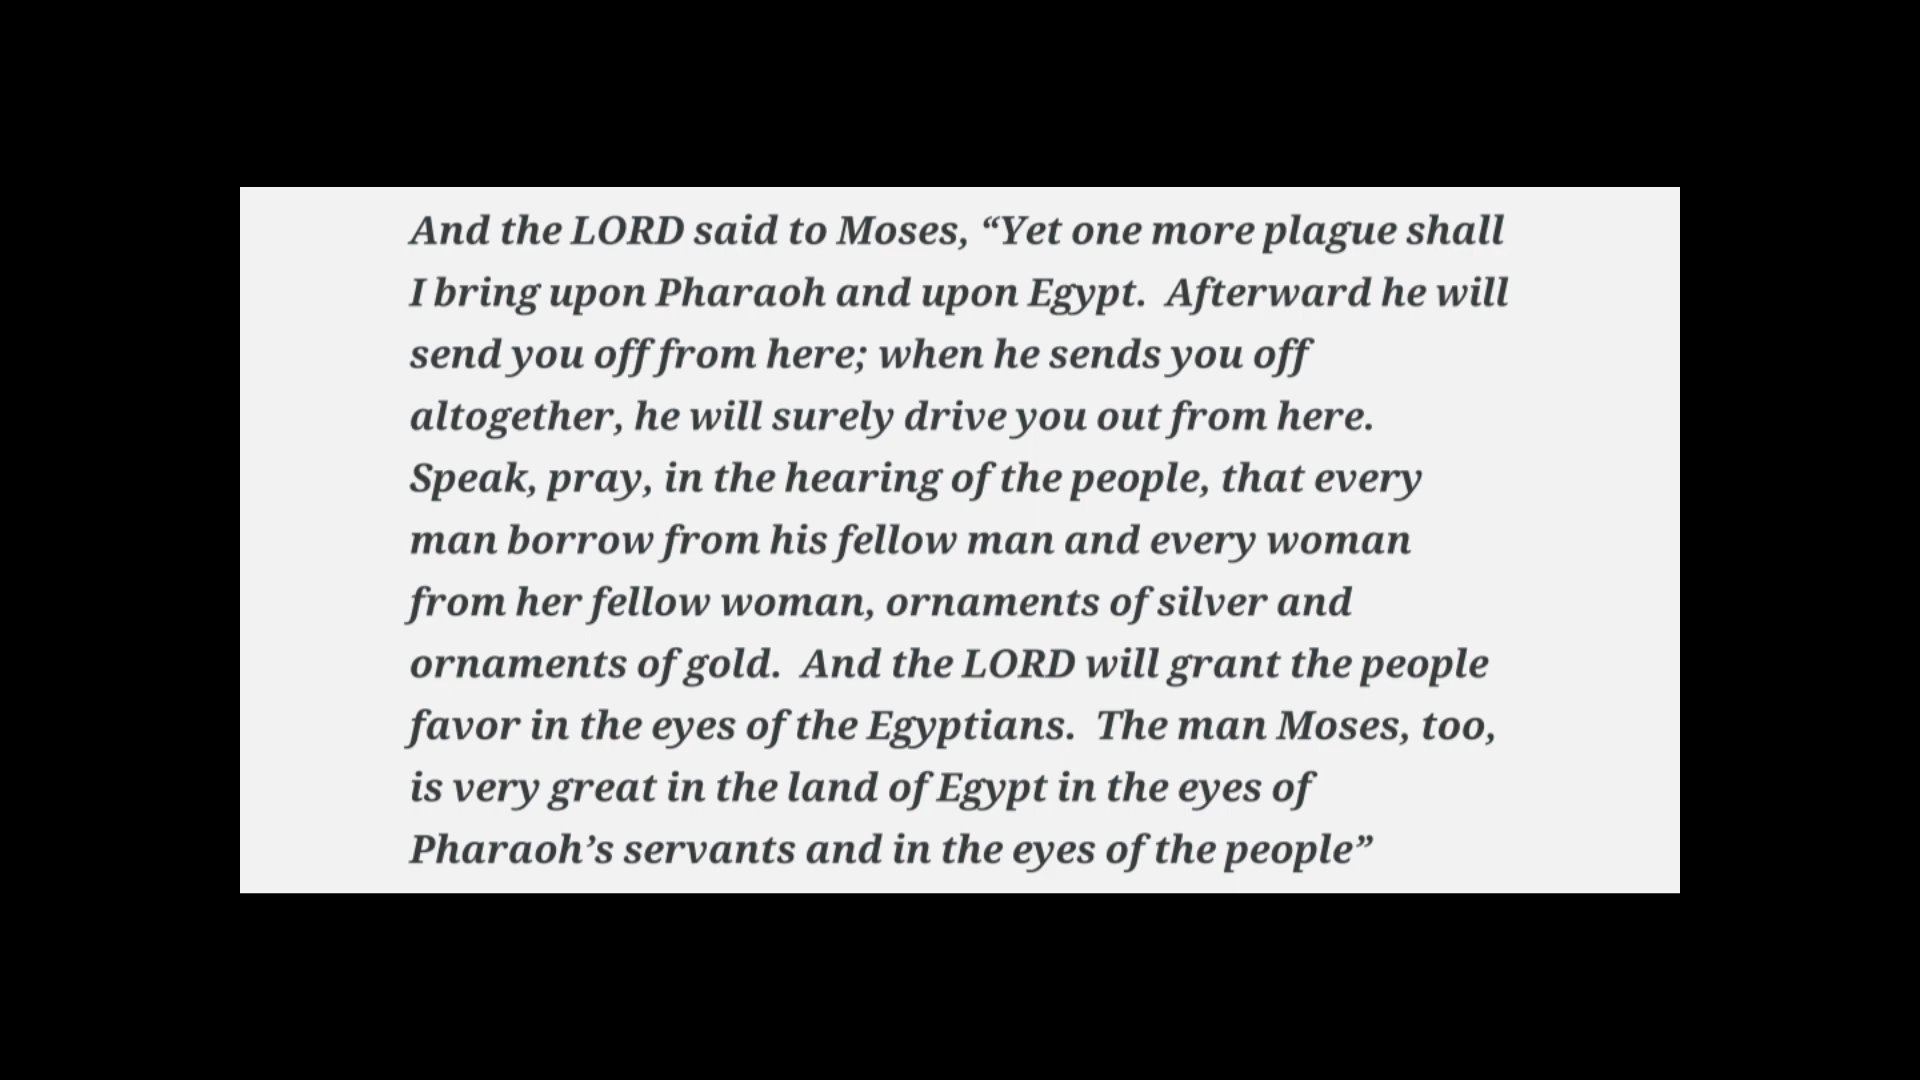 And the LORD said to Moses, “Yet one more plague shall
I bring upon Pharaoh and upon Egypt.  Afterward he will
send you off from here; when he sends you off
altogether, he will surely drive you out from here.
Speak, pray, in the hearing of the people, that every
man borrow from his fellow man and every woman
from her fellow woman, ornaments of silver and
ornaments of gold.  And the LORD will grant the people
favor in the eyes of the Egyptians.  The man Moses, too,
is very great in the land of Egypt in the eyes of
Pharaoh’s servants and in the eyes of the people”